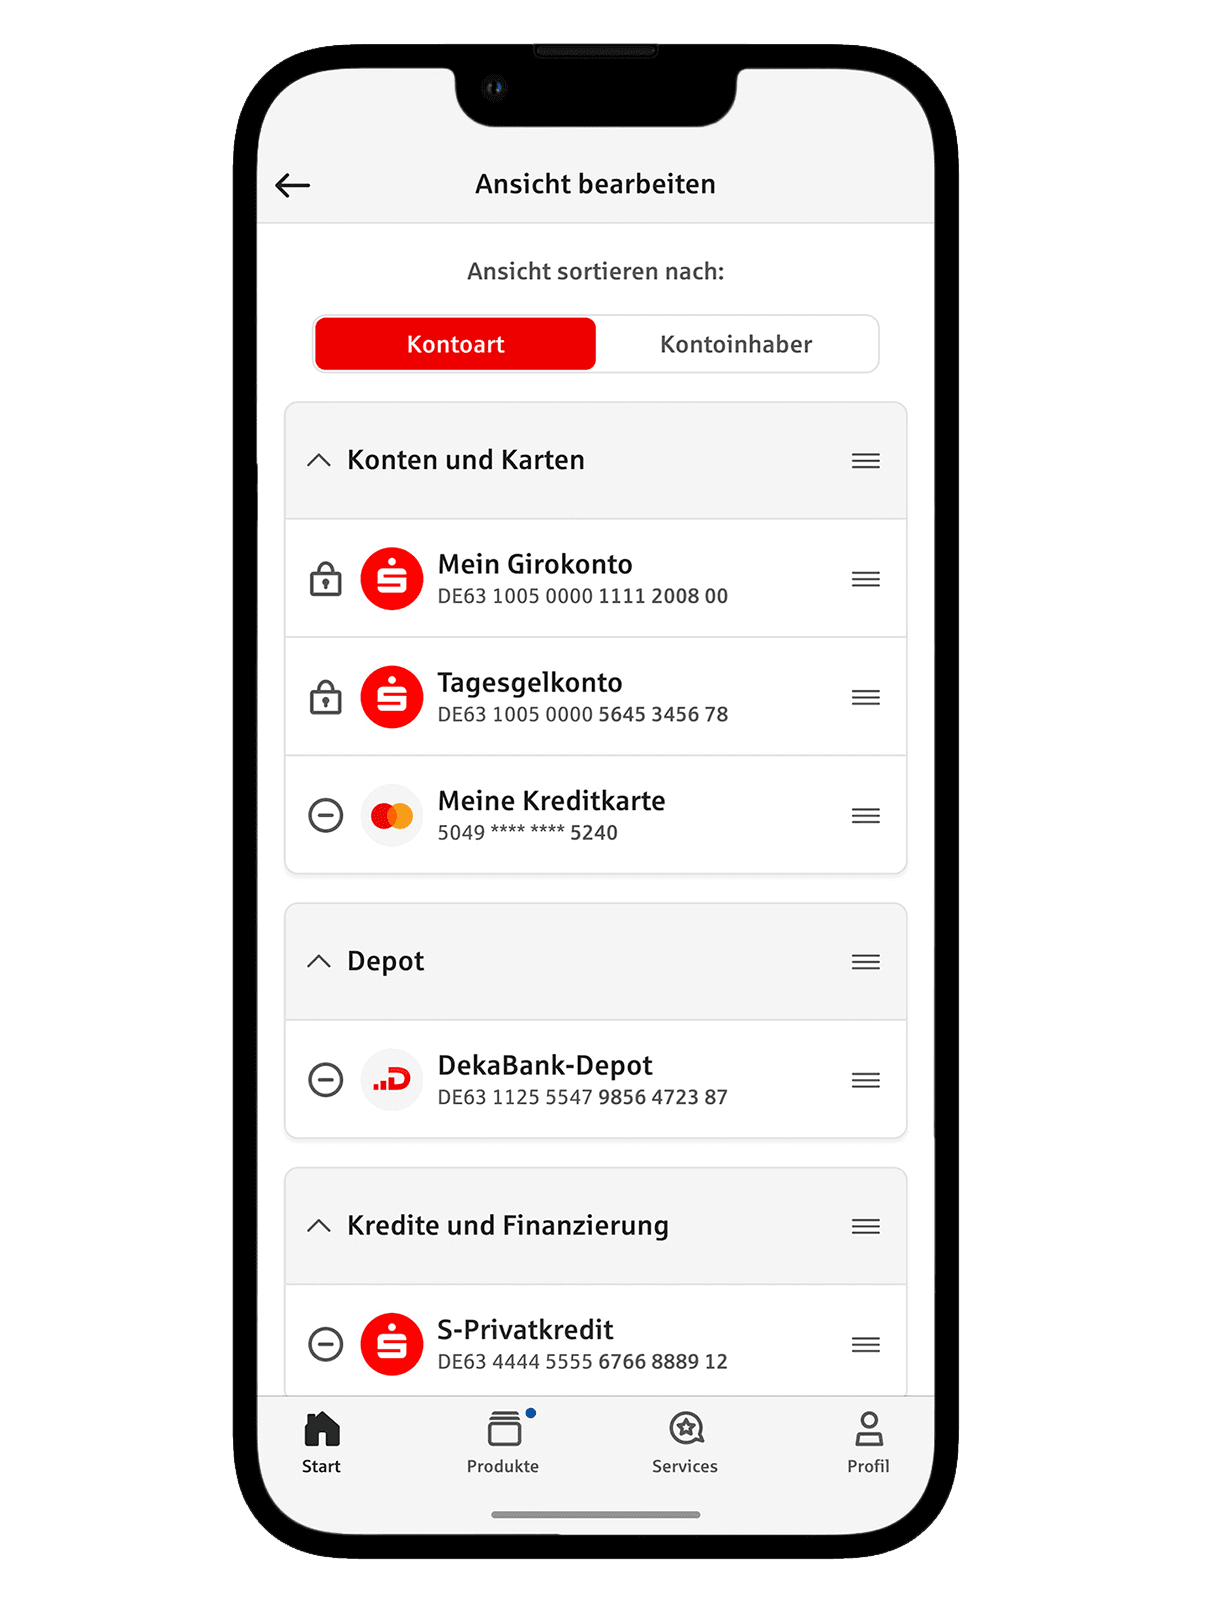 Ansicht bearbeiten
Ansicht sortieren nach:
Kontoart
Kontoinhaber
Konten und Karten
Mein Girokonto
DE63 1005 0000 1111 2008 00
Tagesgelkonto
DE63 1005 0000 5645 3456 78
Meine Kreditkarte
5049 **** **** 5240
Depot
DekaBank-Depot
DE63 1125 5547 9856 4723 87
Kredite und Finanzierung
S-Privatkredit
DE63 4444 5555 6766 8889 12
Start
Produkte
Services
Profil